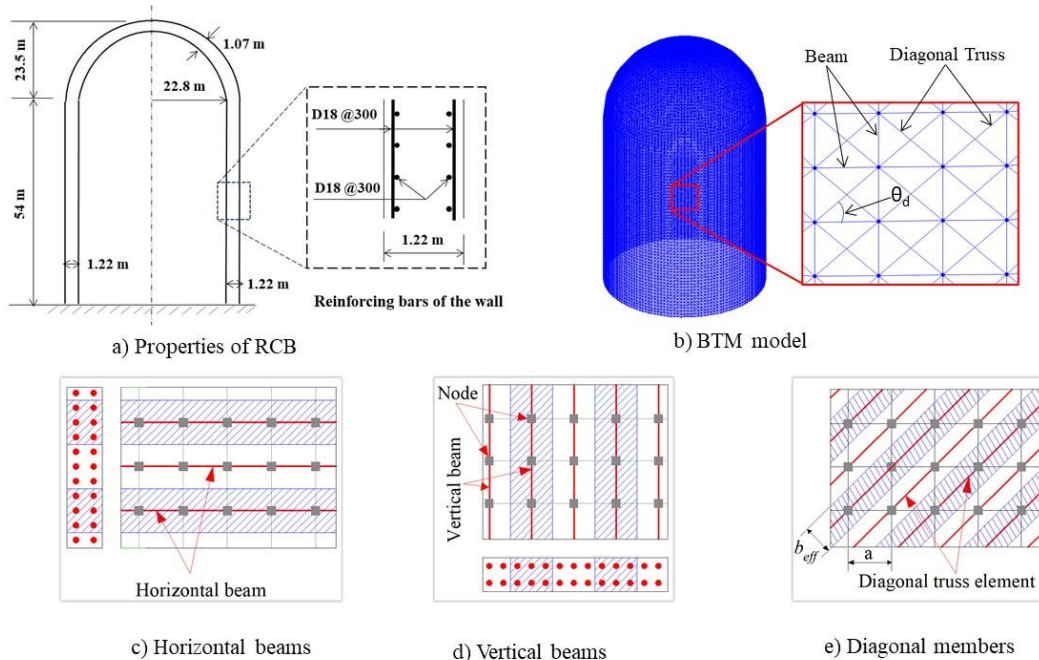 23.5 m
54 m
1.07 m
22.8 m
1.22 m
1.22 m
D18 @300
D18 @300
1.22 m
Reinforcing bars of the wall
a) Properties of RCB
Beam
Diagonal Truss
θd
b) BTM model
Horizontal beam
c) Horizontal beams
Node
Vertical beam
d) Vertical beams
beff
a
Diagonal truss element
e) Diagonal members